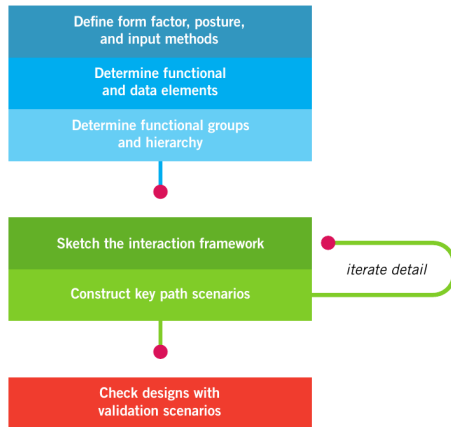 Define form factor, posture,
and input methods
Determine functional
and data elements
Determine functional groups
and hierarchy
Sketch the interaction framework
iterate detail
Construct key path scenarios
Check designs with
validation scenarios